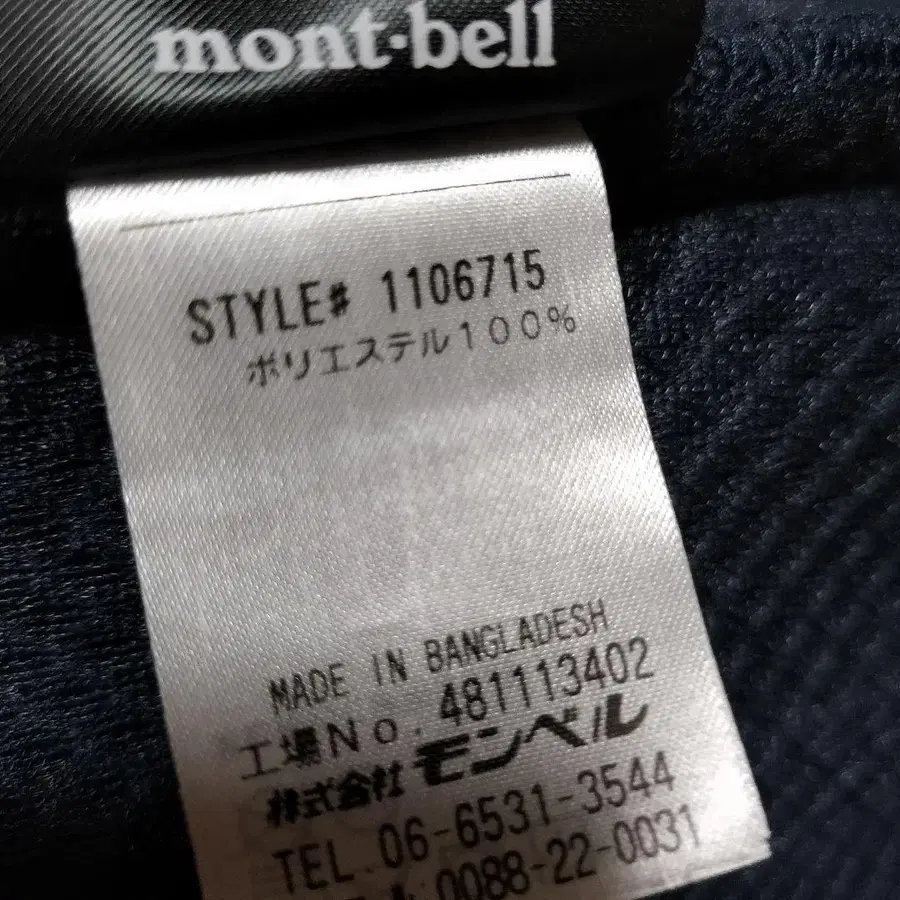 mont·bell
STYLE# 1106715
ポリエステル100%
MADE IN BANGLADESH
工場No. 481113402
株式会社 モンベル
TEL. 06-6531-3544
0088-22-0031